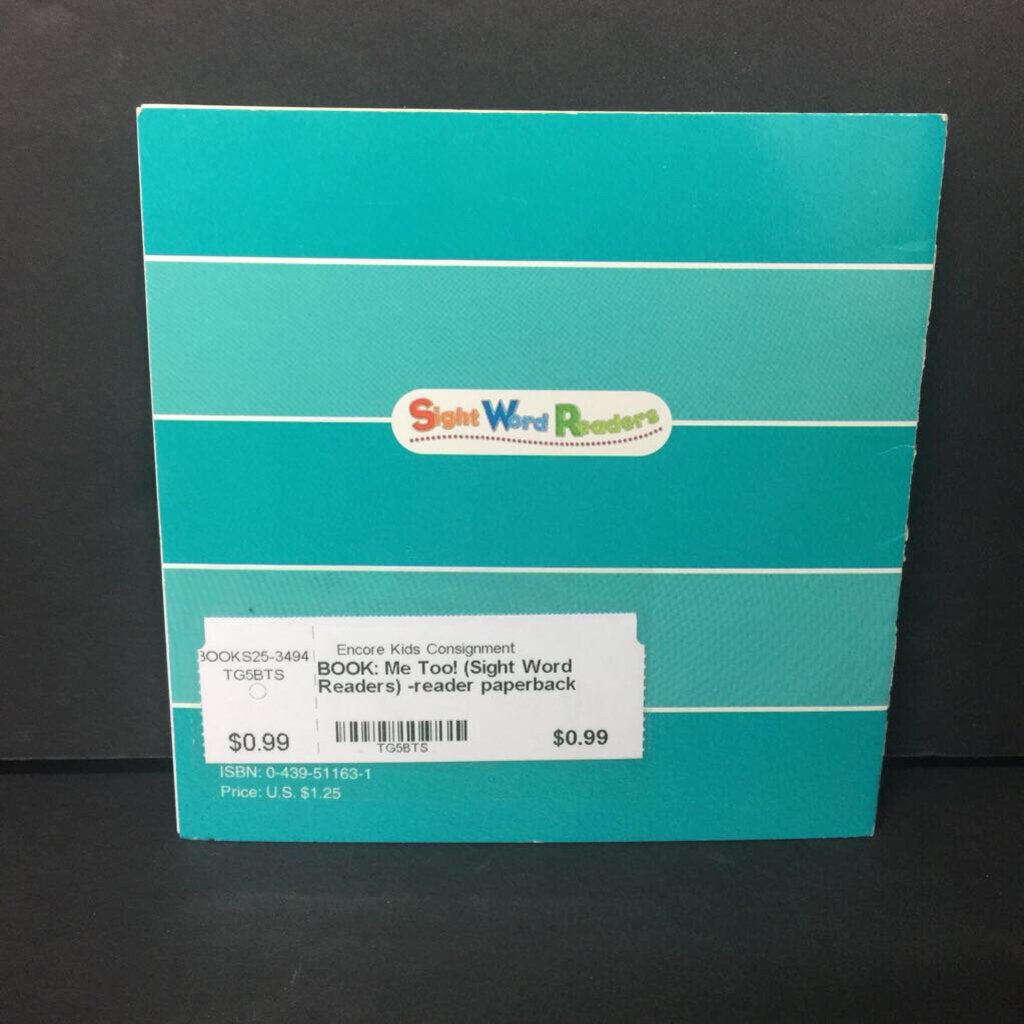 Sight Word Readers
BOOKS25-3494
TG5BTS
$0.99
Encore Kids Consignment
BOOK: Me Too! (Sight Word
Readers) -reader paperback
TG5BTS
$0.99
ISBN: 0-439-51163-1
Price: U.S. $1.25